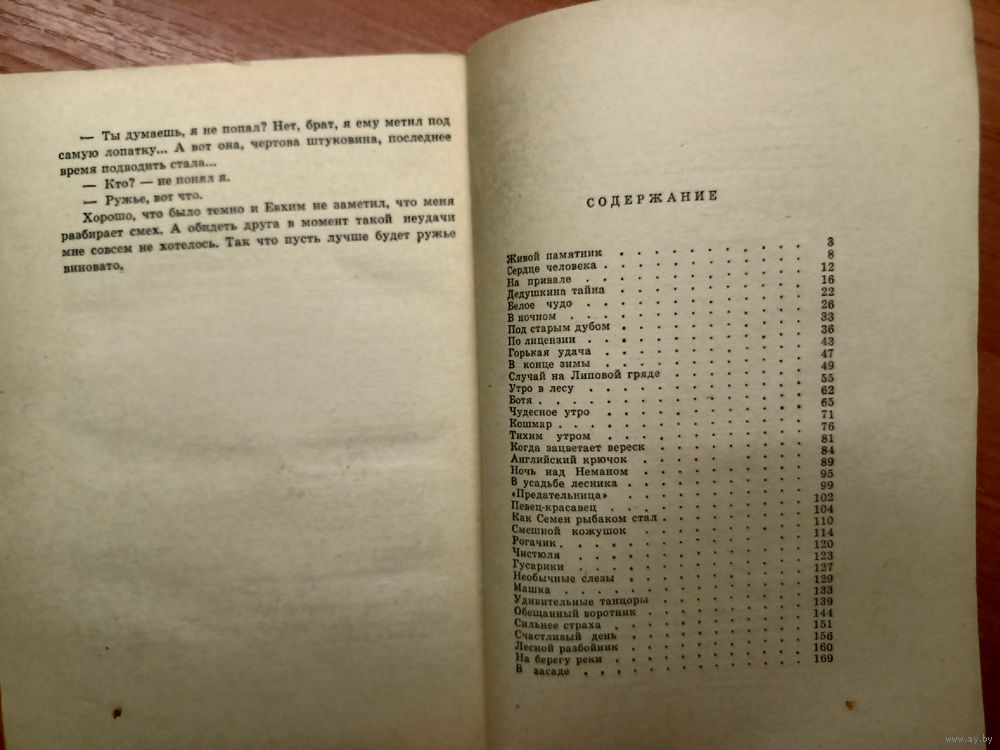 — Ты думаешь, я не попал? Нет, брат, я ему метил под
самую лопатку... А вот она, чертова штуковина, последнее
время подводить стала...
— Кто? — не понял я.
— Ружье, вот что.
Хорошо, что было темно и Евхим не заметил, что меня
разбирает смех. А обидеть друга в момент такой неудачи
мне совсем не хотелось. Так что пусть лучше будет ружье
виновато.
СОДЕРЖАНИЕ
Живой памятник . . . . . . . . 3
Сердце человека . . . . . . . . 8
На привале . . . . . . . . 12
Дедушкина тайна . . . . . . . . 16
Белое чудо . . . . . . . . 22
В ночном . . . . . . . . 26
Под старым дубом . . . . . . . . 33
По лицензии . . . . . . . . 36
Горькая удача . . . . . . . . 43
В конце зимы . . . . . . . . 47
Случай на Липовой гряде . . . . . . . . 49
Утро в лесу . . . . . . . . 55
Ботя . . . . . . . . 62
Чудесное утро . . . . . . . . 65
Кошмар . . . . . . . . 71
Тихим утром . . . . . . . . 76
Когда зацветает вереск . . . . . . . . 81
Английский крючок . . . . . . . . 84
Ночь над Неманом . . . . . . . . 89
В усадьбе лесника . . . . . . . . 95
«Предательница» . . . . . . . . 99
Певец-красавец . . . . . . . . 102
Как Семен рыбаком стал . . . . . . . . 104
Смешной кожушок . . . . . . . . 110
Рогачик . . . . . . . . 114
Чистюля . . . . . . . . 120
Гусарики . . . . . . . . 123
Необычные слезы . . . . . . . . 127
Машка . . . . . . . . 129
Удивительные танцоры . . . . . . . . 133
Обещанный воротник . . . . . . . . 139
Сильнее страха . . . . . . . . 144
Счастливый день . . . . . . . . 151
Лесной разбойник . . . . . . . . 156
На берегу реки . . . . . . . . 160
В засаде . . . . . . . . 169
www.ay.by